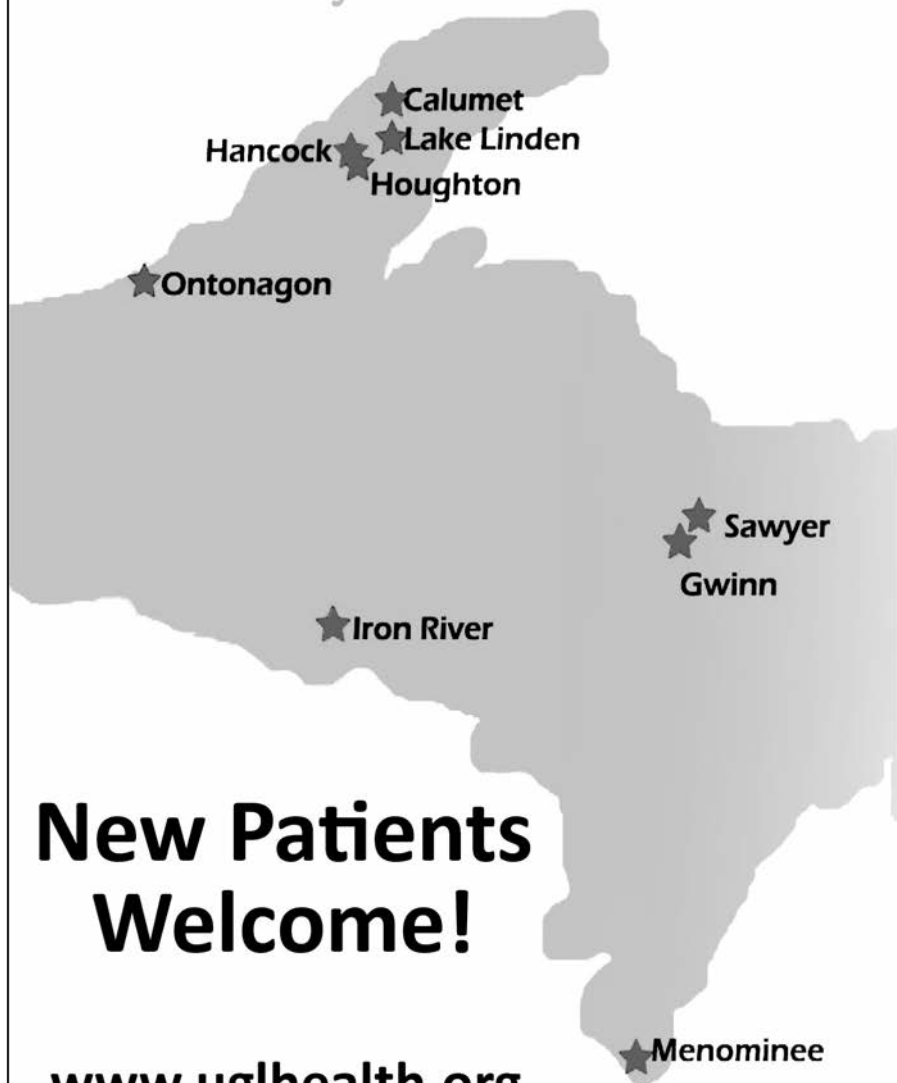 Calumet
Lake Linden
Hancock
Houghton
Ontonagon
Sawyer
Gwinn
Iron River
New Patients
Welcome!
Menominee
www.uglhealth.org